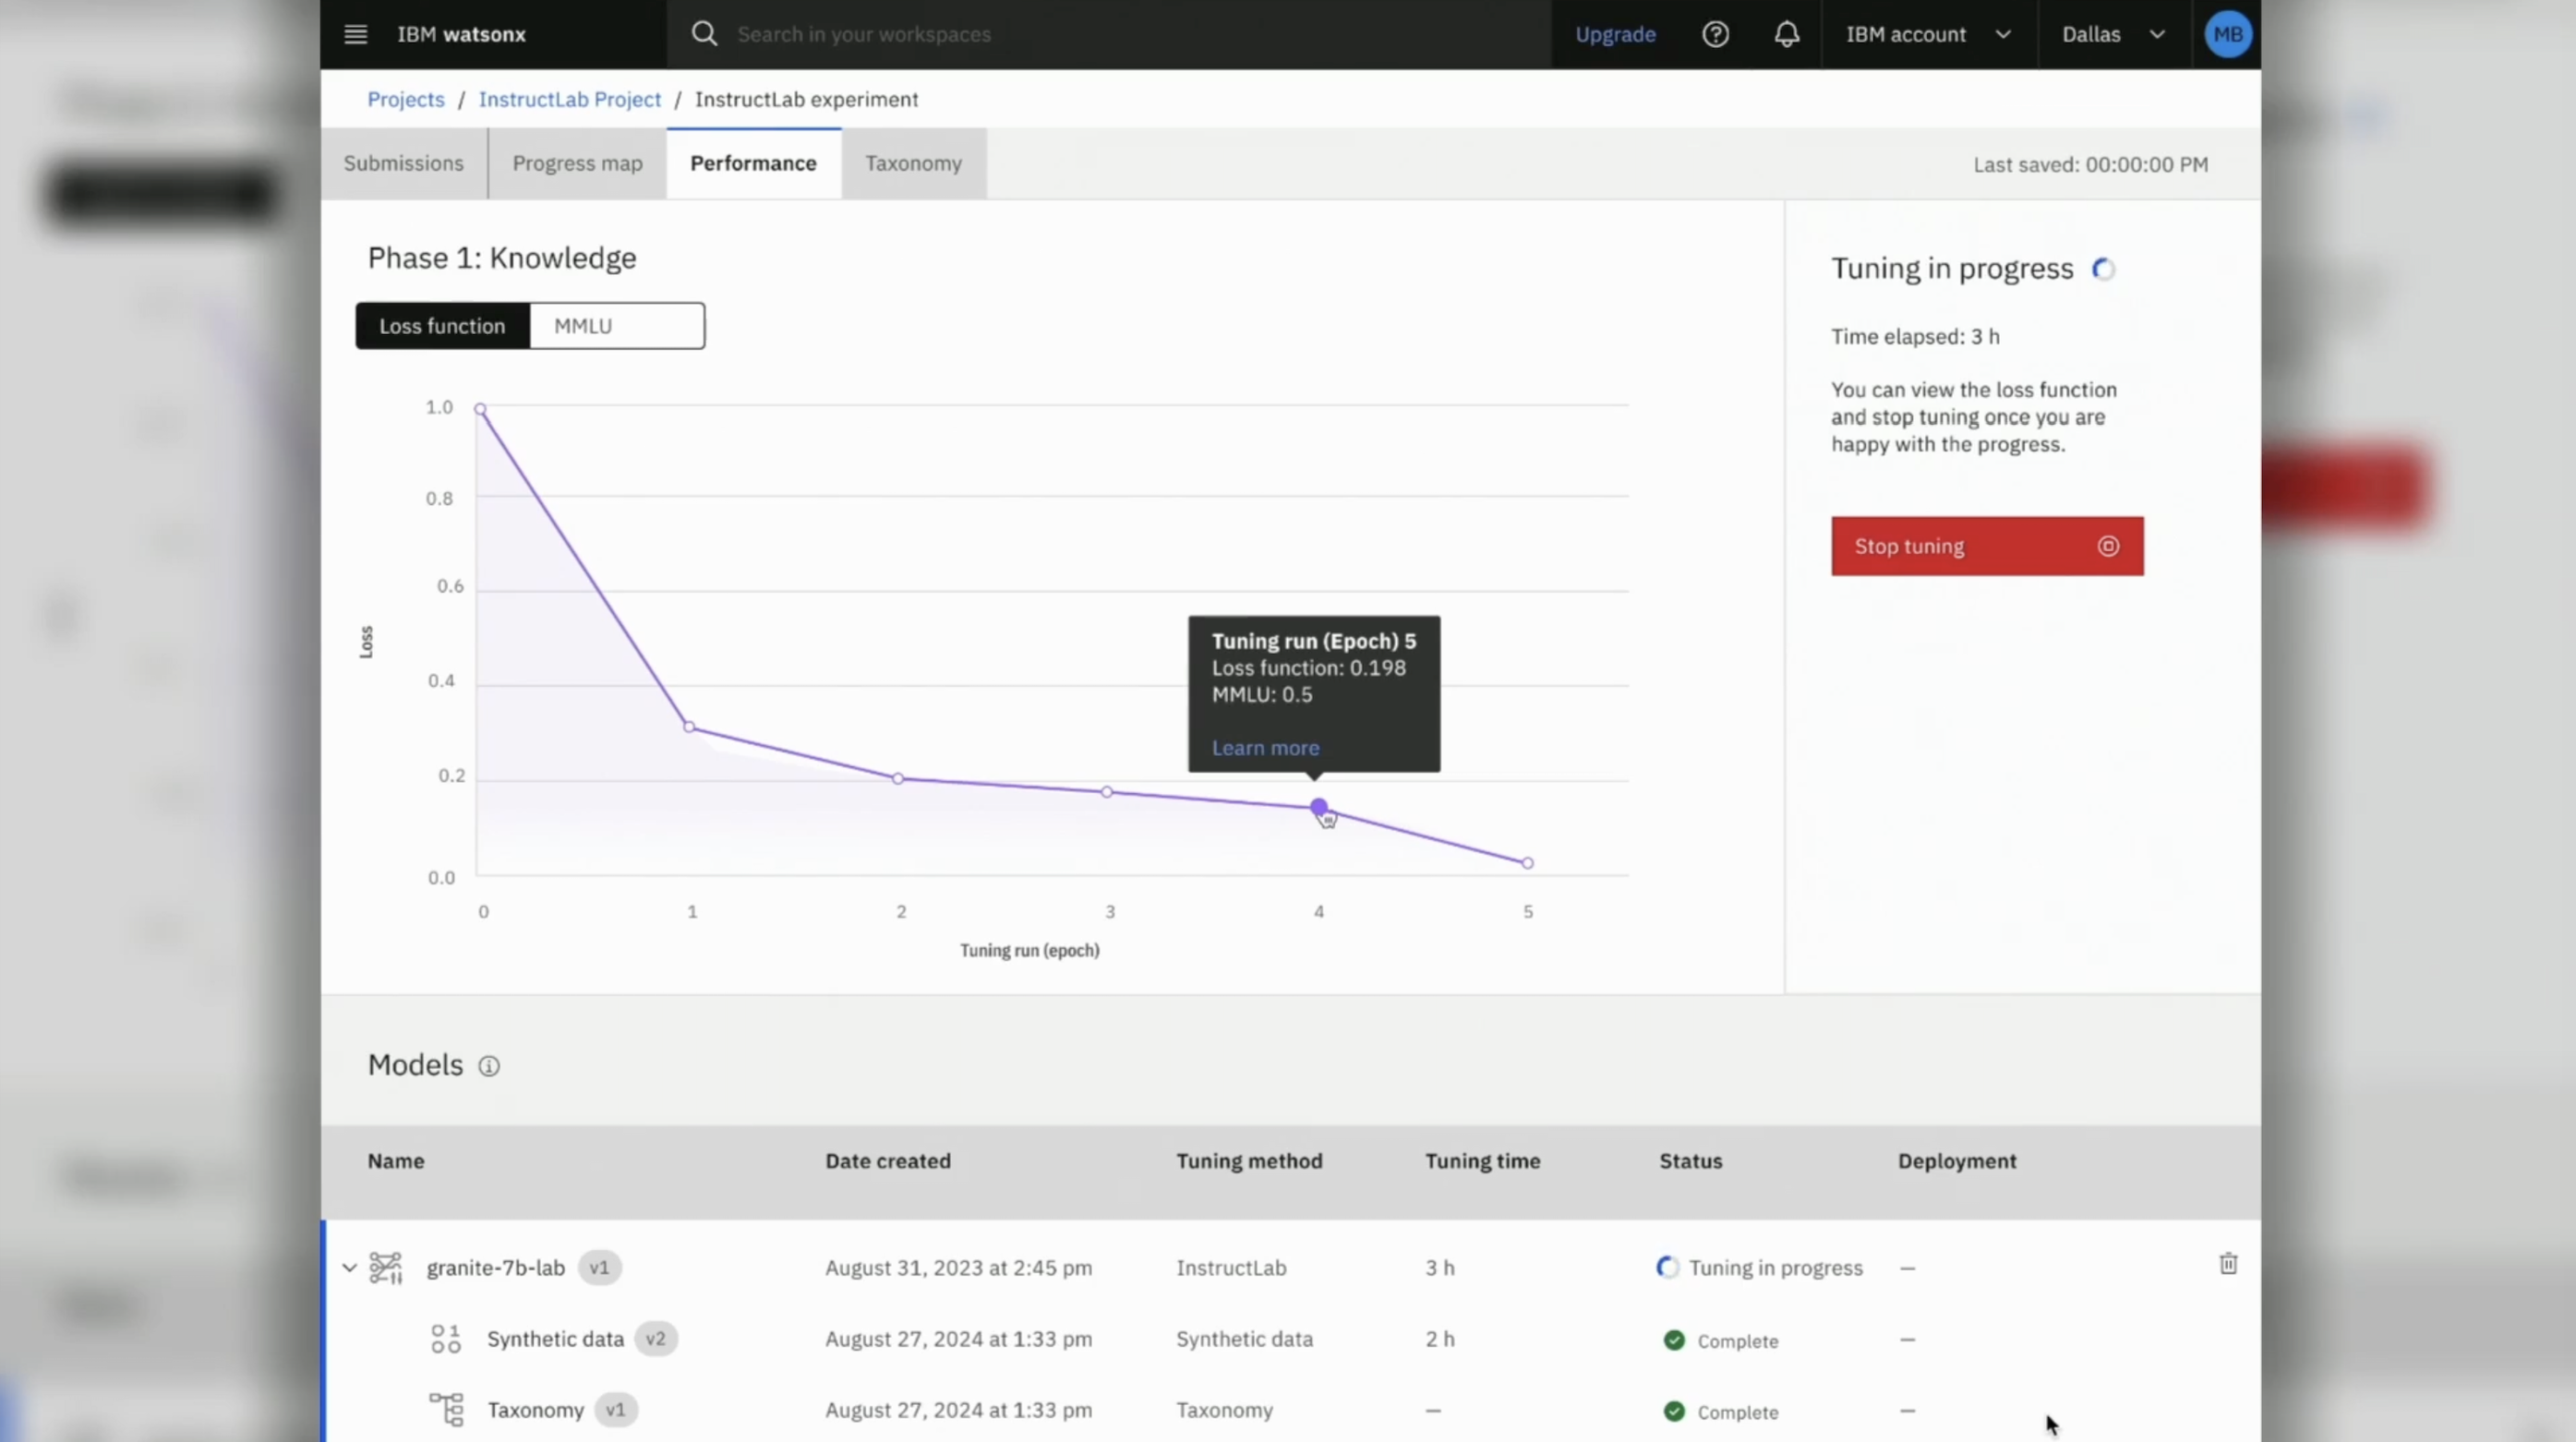 IBM watsonx
Search in your workspaces
Upgrade
IBM account
Dallas
MB
Projects / InstructLab Project / InstructLab experiment
Submissions
Progress map
Performance
Taxonomy
Last saved: 00:00:00 PM
Phase 1: Knowledge
Loss function
MMLU
1.0
0.8
0.6
0.4
0.2
0.0
Loss
0 1 2 3 4 5
Tuning run (epoch)
Tuning run (Epoch) 5
Loss function: 0.198
MMLU: 0.5
Learn more
Tuning in progress
Time elapsed: 3 h
You can view the loss function
and stop tuning once you are
happy with the progress.
Stop tuning
Models
Name Date created Tuning method Tuning time Status Deployment
granite-7b-lab v1 August 31, 2023 at 2:45 pm InstructLab 3 h Tuning in progress —
Synthetic data v2 August 27, 2024 at 1:33 pm Synthetic data 2 h Complete —
Taxonomy v1 August 27, 2024 at 1:33 pm Taxonomy — Complete —